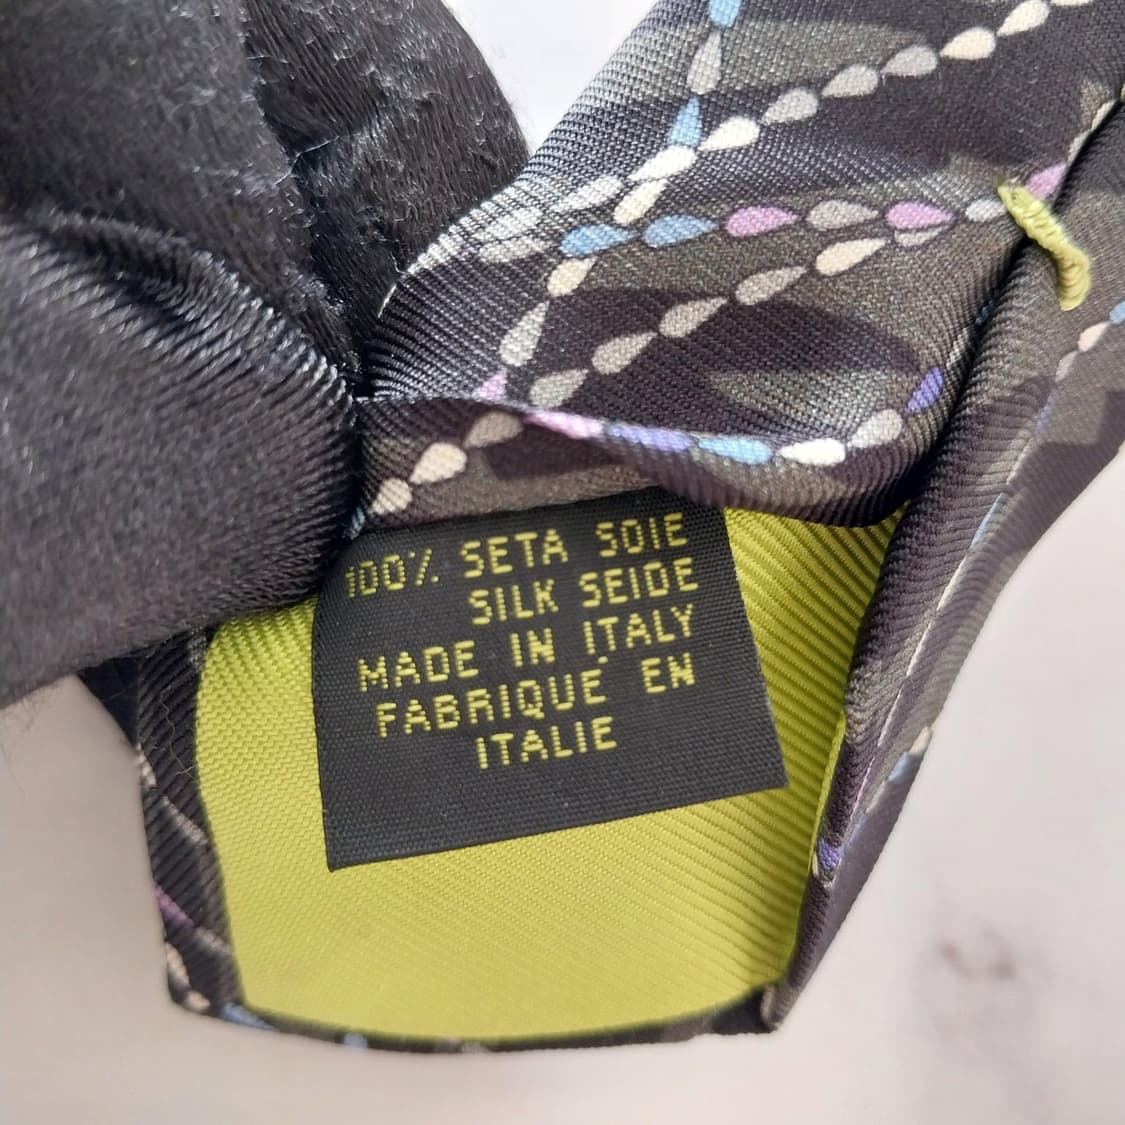 100% SETA SOIE
SILK SEIDE
MADE IN ITALY
FABRIQUE EN
ITALIE